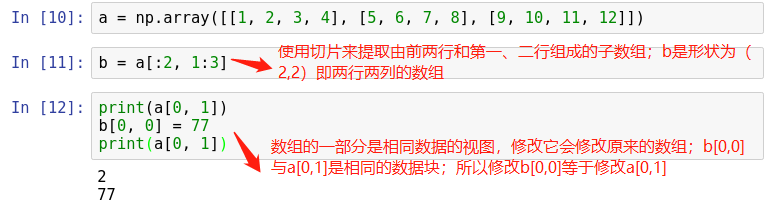 In [10]: a = np.array([[1, 2, 3, 4], [5, 6, 7, 8], [9, 10, 11, 12]])
In [11]: b = a[:2, 1:3]
使用切片来提取由前两行和第一、二行组成的子数组；b是形状为（
2,2）即两行两列的数组
In [12]: print(a[0, 1])
b[0, 0] = 77
print(a[0, 1])
数组的一部分是相同数据的视图，修改它会修改原来的数组；b[0,0]
与a[0,1]是相同的数据块；所以修改b[0,0]等于修改a[0,1]
2
77